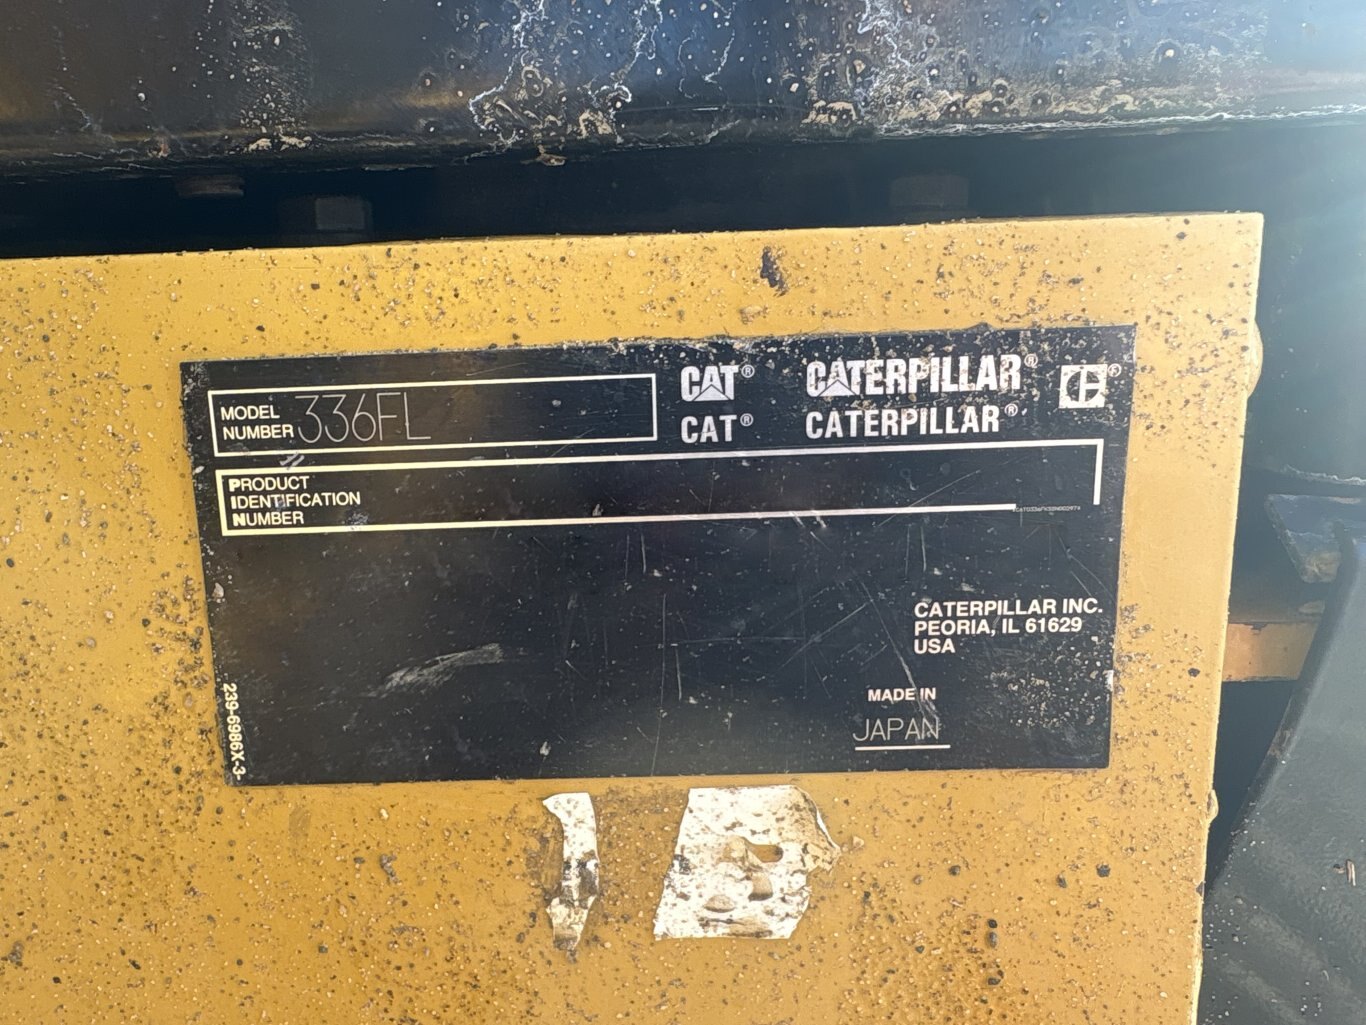 MODEL
NUMBER 336FL
CAT® CATERPILLAR® ®
CAT® CATERPILLAR®
PRODUCT
IDENTIFICATION
NUMBER
CATERPILLAR INC.
PEORIA, IL 61629
USA
MADE IN
JAPAN
239-6986X-3-